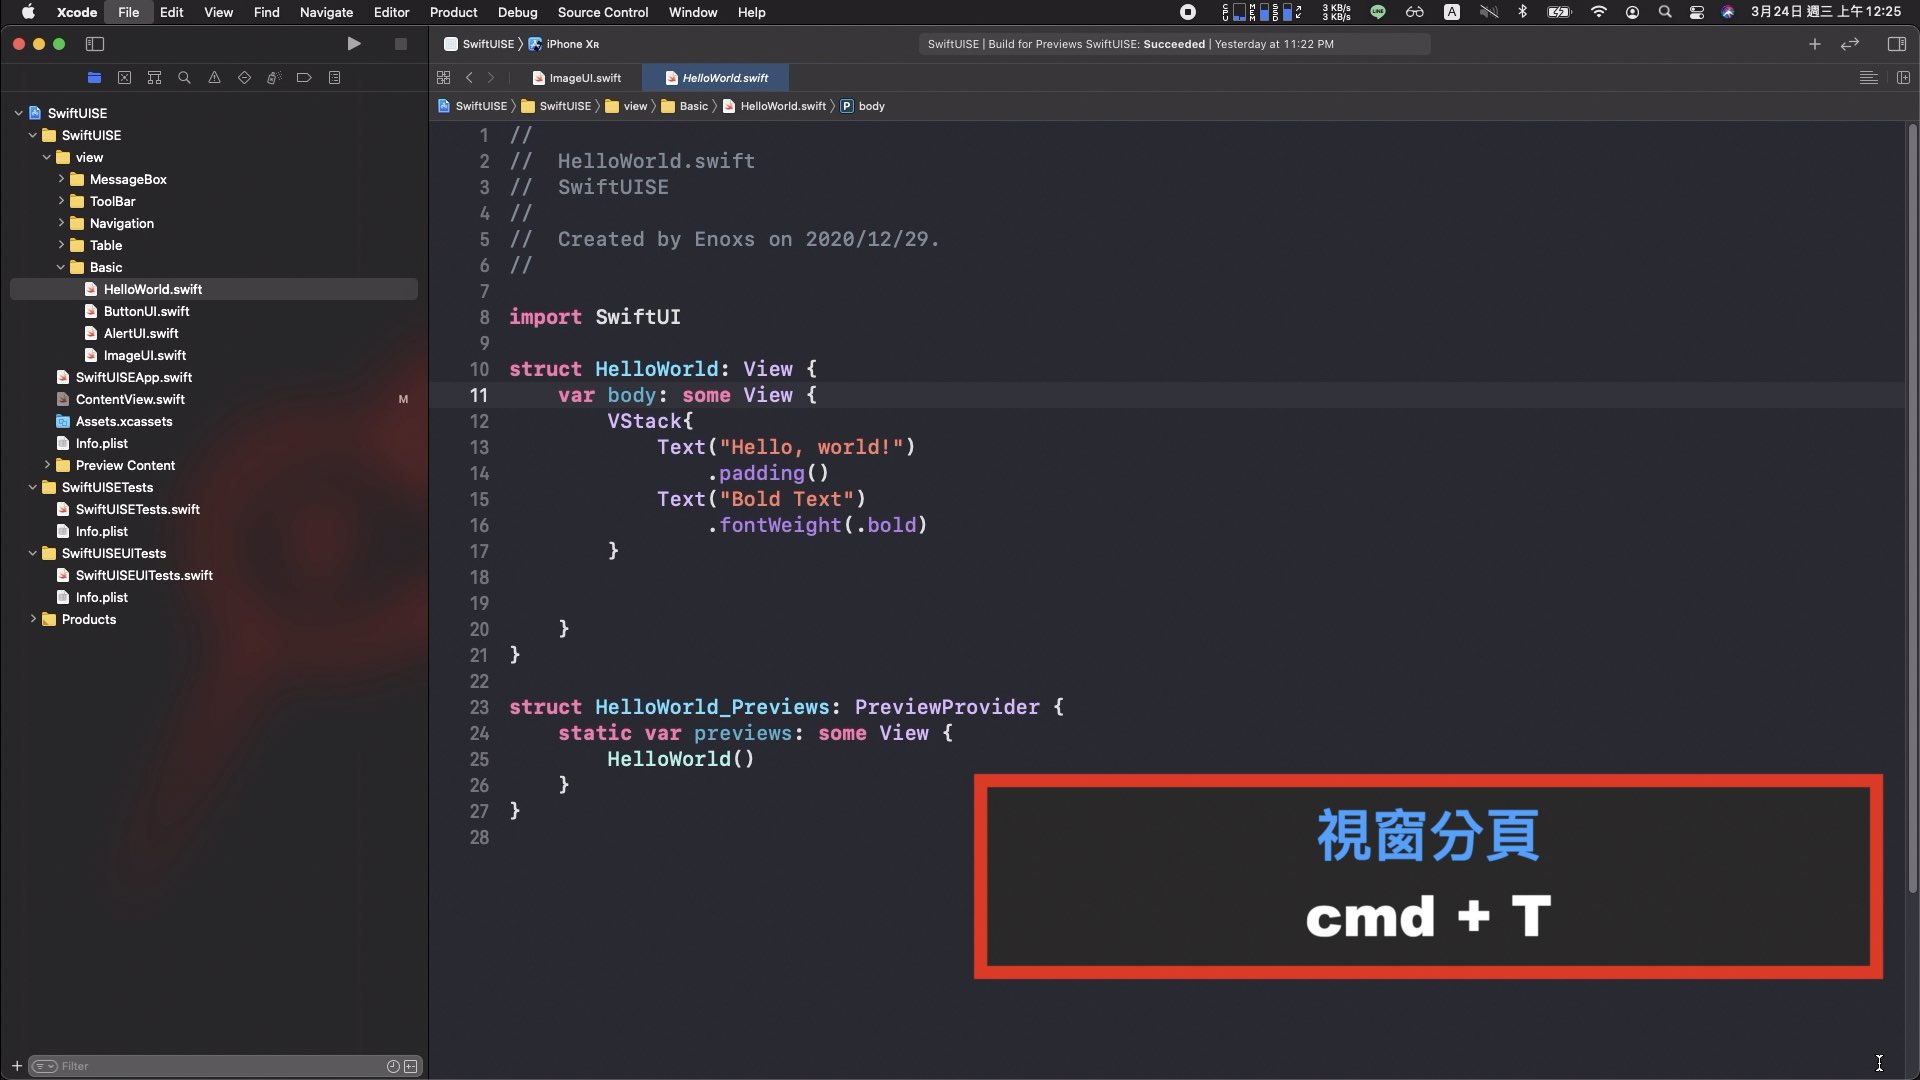 Xcode File Edit View Find Navigate Editor Product Debug Source Control Window Help
3 KB/s
3 KB/s
LINE
A
3月24日 週三 上午12:25
SwiftUISE iPhone XR
SwiftUISE | Build for Previews SwiftUISE: Succeeded | Yesterday at 11:22 PM
ImageUI.swift
HelloWorld.swift
SwiftUISE SwiftUISE view Basic HelloWorld.swift P body
SwiftUISE
SwiftUISE
view
MessageBox
ToolBar
Navigation
Table
Basic
HelloWorld.swift
ButtonUI.swift
AlertUI.swift
ImageUI.swift
SwiftUISEApp.swift
ContentView.swift M
Assets.xcassets
Info.plist
Preview Content
SwiftUISETests
SwiftUISETests.swift
Info.plist
SwiftUISEUITests
SwiftUISEUITests.swift
Info.plist
Products
Filter
1 //
2 //  HelloWorld.swift
3 //  SwiftUISE
4 //
5 //  Created by Enoxs on 2020/12/29.
6 //
7
8 import SwiftUI
9
10 struct HelloWorld: View {
11     var body: some View {
12         VStack{
13             Text("Hello, world!")
14                 .padding()
15             Text("Bold Text")
16                 .fontWeight(.bold)
17         }
18
19
20     }
21 }
22
23 struct HelloWorld_Previews: PreviewProvider {
24     static var previews: some View {
25         HelloWorld()
26     }
27 }
28
視窗分頁
cmd + T